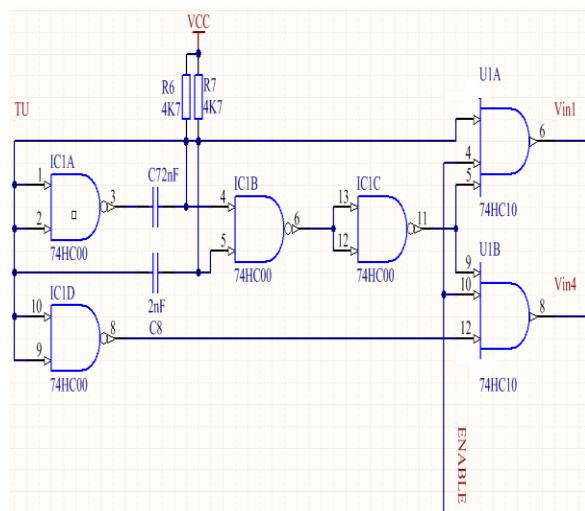 VCC
R6
4K7
R7
4K7
U1A
TU
Vin1
6
4
5
IC1A
1
3
2
C72nF
4
IC1B
6
5
IC1C
13
12
11
74HC10
74HC00
74HC00
74HC00
U1B
9
10
Vin4
8
12
2nF
C8
IC1D
10
8
9
74HC00
74HC10
ENABLE